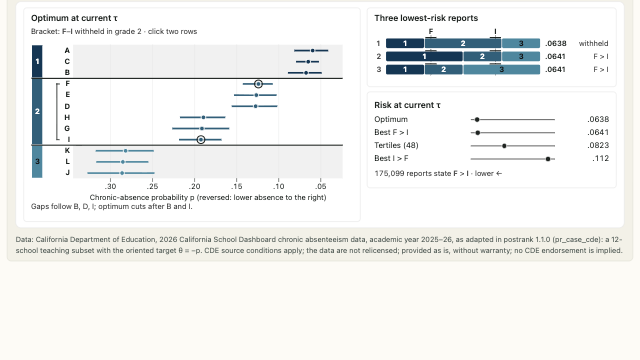 Optimum at current τ
Bracket: F–I withheld in grade 2 · click two rows
A
C
B
F
E
D
H
G
I
K
L
J
1
2
3
.30
.25
.20
.15
.10
.05
Chronic-absence probability p (reversed: lower absence to the right)
Gaps follow B, D, I; optimum cuts after B and I.
Three lowest-risk reports
F I
1 1 2 3 .0638 withheld
2 1 2 3 .0641 F > I
3 1 2 3 .0641 F > I
Risk at current τ
Optimum .0638
Best F > I .0641
Tertiles (48) .0823
Best I > F .112
175,099 reports state F > I · lower ←
Data: California Department of Education, 2026 California School Dashboard chronic absenteeism data, academic year 2025–26, as adapted in postrank 1.1.0 (pr_case_cde): a 12-
school teaching subset with the oriented target θ = −p. CDE source conditions apply; the data are not relicensed; provided as is, without warranty; no CDE endorsement is implied.